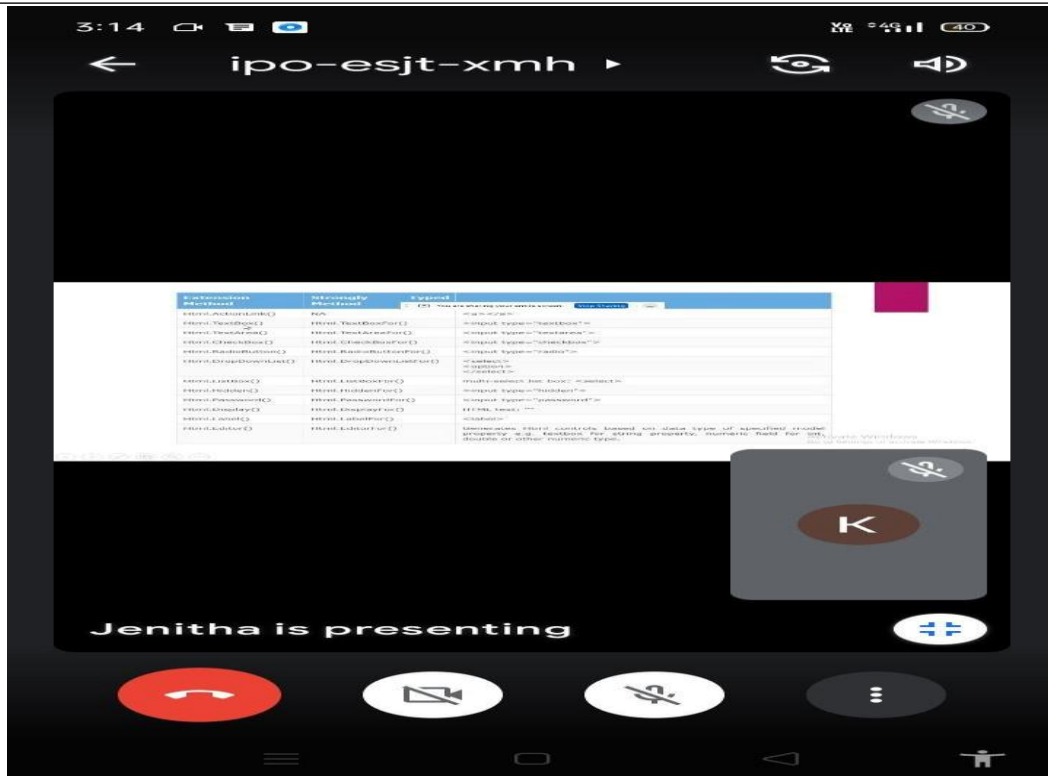 3:14 Vo LTE 4G 40
ipo-esjt-xmh
Extension Method Strongly Typed Method
Html.ActionLink() NA <a></a>
Html.TextBox() Html.TextBoxFor() <input type="textbox">
Html.TextArea() Html.TextAreaFor() <input type="textarea">
Html.CheckBox() Html.CheckBoxFor() <input type="checkbox">
Html.RadioButton() Html.RadioButtonFor() <input type="radio">
Html.DropDownList() Html.DropDownListFor() <select>
<option>
</select>
Html.ListBox() Html.ListBoxFor() multi-select list box: <select>
Html.Hidden() Html.HiddenFor() <input type="hidden">
Html.Password() Html.PasswordFor() <input type="password">
Html.Display() Html.DisplayFor() HTML text: ""
Html.Label() Html.LabelFor() <label>
Html.Editor() Html.EditorFor() Generates Html controls based on data type of specified model
property e.g. textbox for string property, numeric field for int,
double or other numeric type.
K
Jenitha is presenting